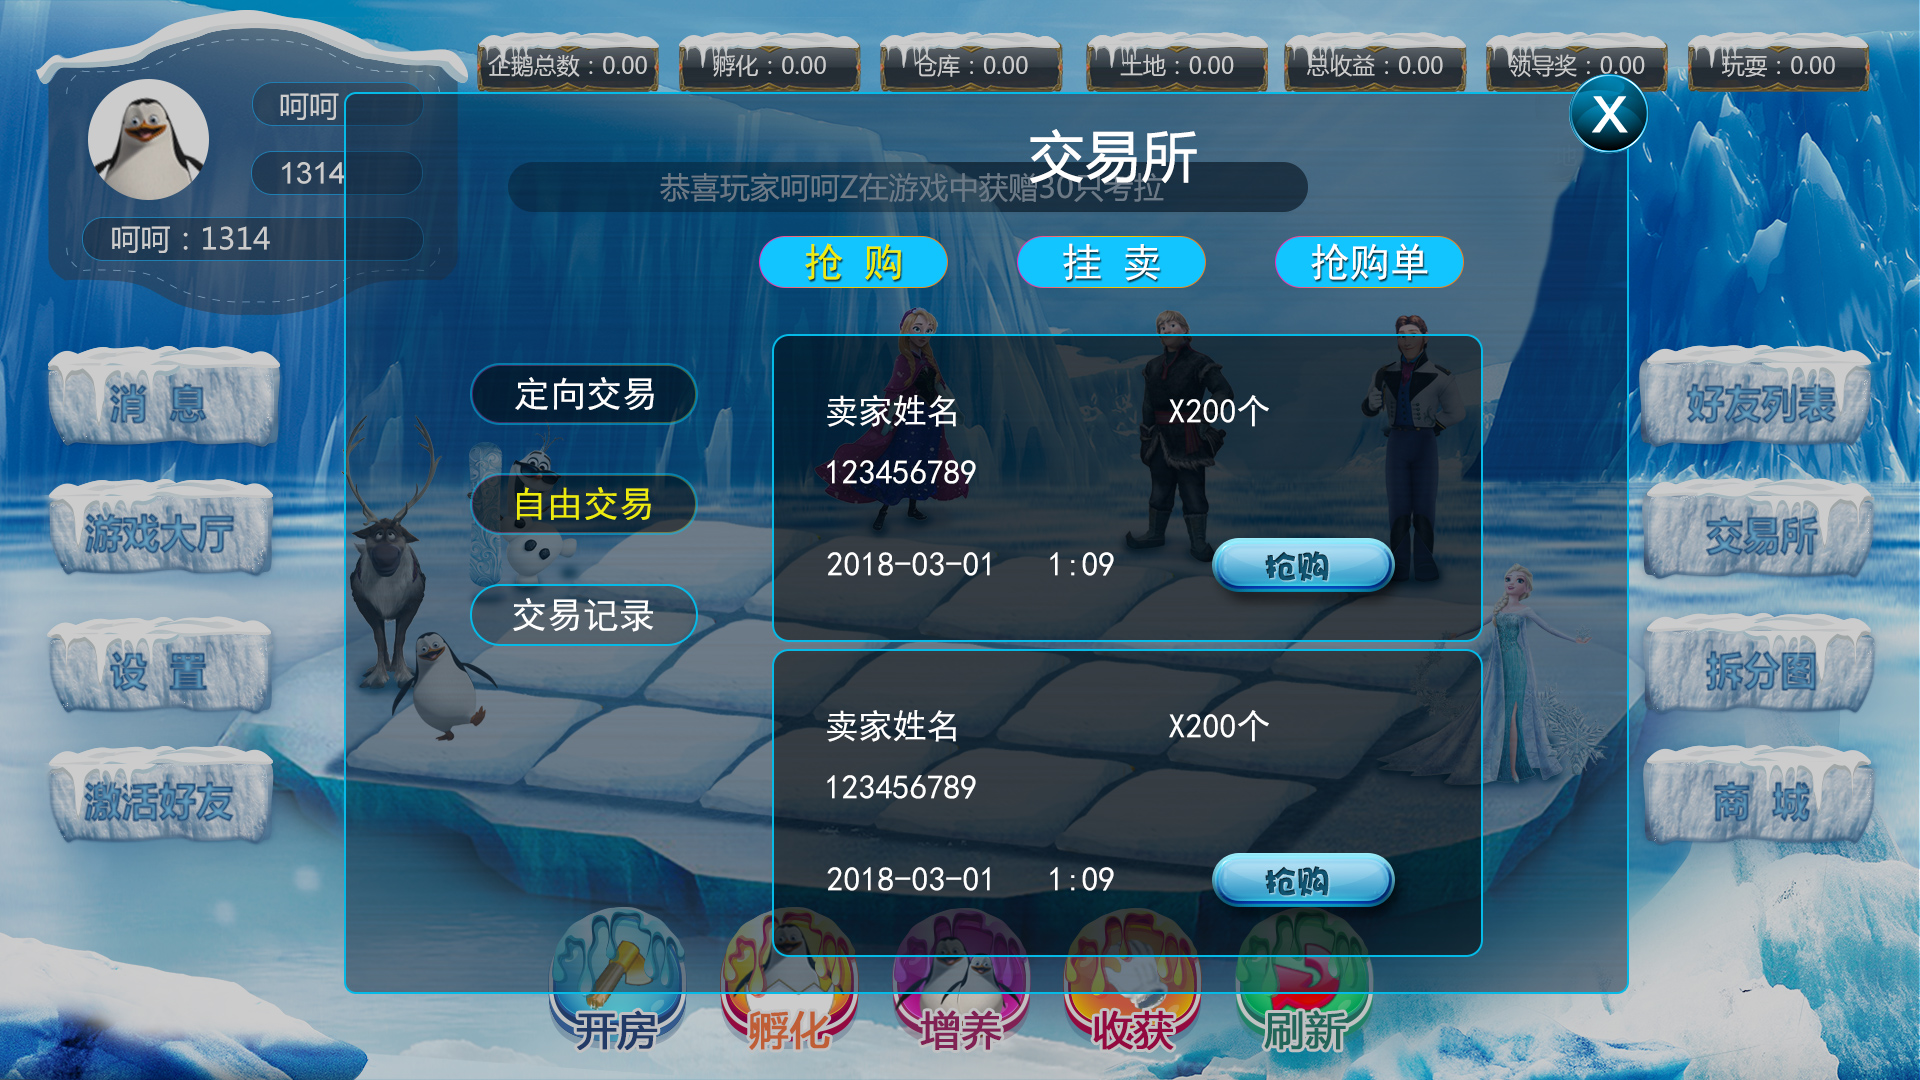 企鹅总数：0.00
孵化：0.00
仓库：0.00
土地：0.00
总收益：0.00
领导奖：0.00
玩耍：0.00
呵呵
1314
呵呵：1314
X
交易所
恭喜玩家呵呵Z在游戏中获赠30只考拉
抢 购
挂 卖
抢购单
定向交易
自由交易
交易记录
卖家姓名
X200个
123456789
2018-03-01 1:09
抢购
卖家姓名
X200个
123456789
2018-03-01 1:09
抢购
消 息
游戏大厅
设 置
激活好友
好友列表
交易所
拆分图
商 城
开房
孵化
增养
收获
刷新